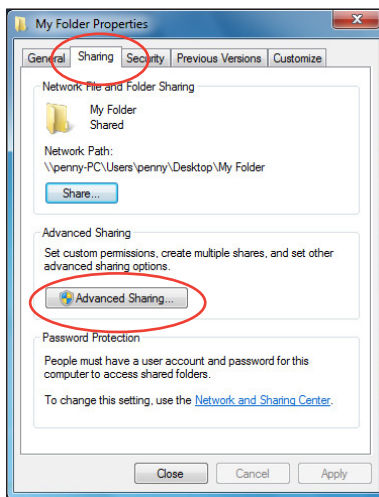 My Folder Properties
General Sharing Security Previous Versions Customize
Network File and Folder Sharing
My Folder
Shared
Network Path:
\\penny-PC\Users\penny\Desktop\My Folder
Share...
Advanced Sharing
Set custom permissions, create multiple shares, and set other
advanced sharing options.
Advanced Sharing...
Password Protection
People must have a user account and password for this
computer to access shared folders.
To change this setting, use the Network and Sharing Center.
Close Cancel Apply